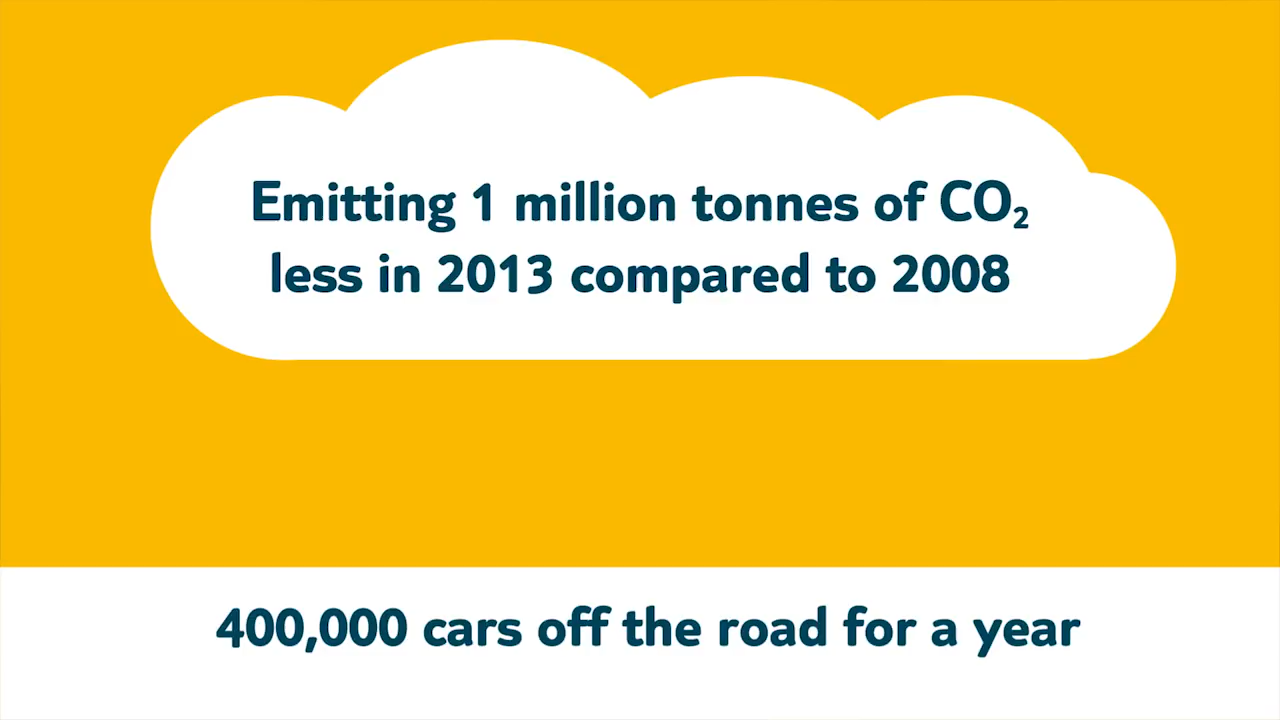 Emitting 1 million tonnes of CO₂
less in 2013 compared to 2008
400,000 cars off the road for a year